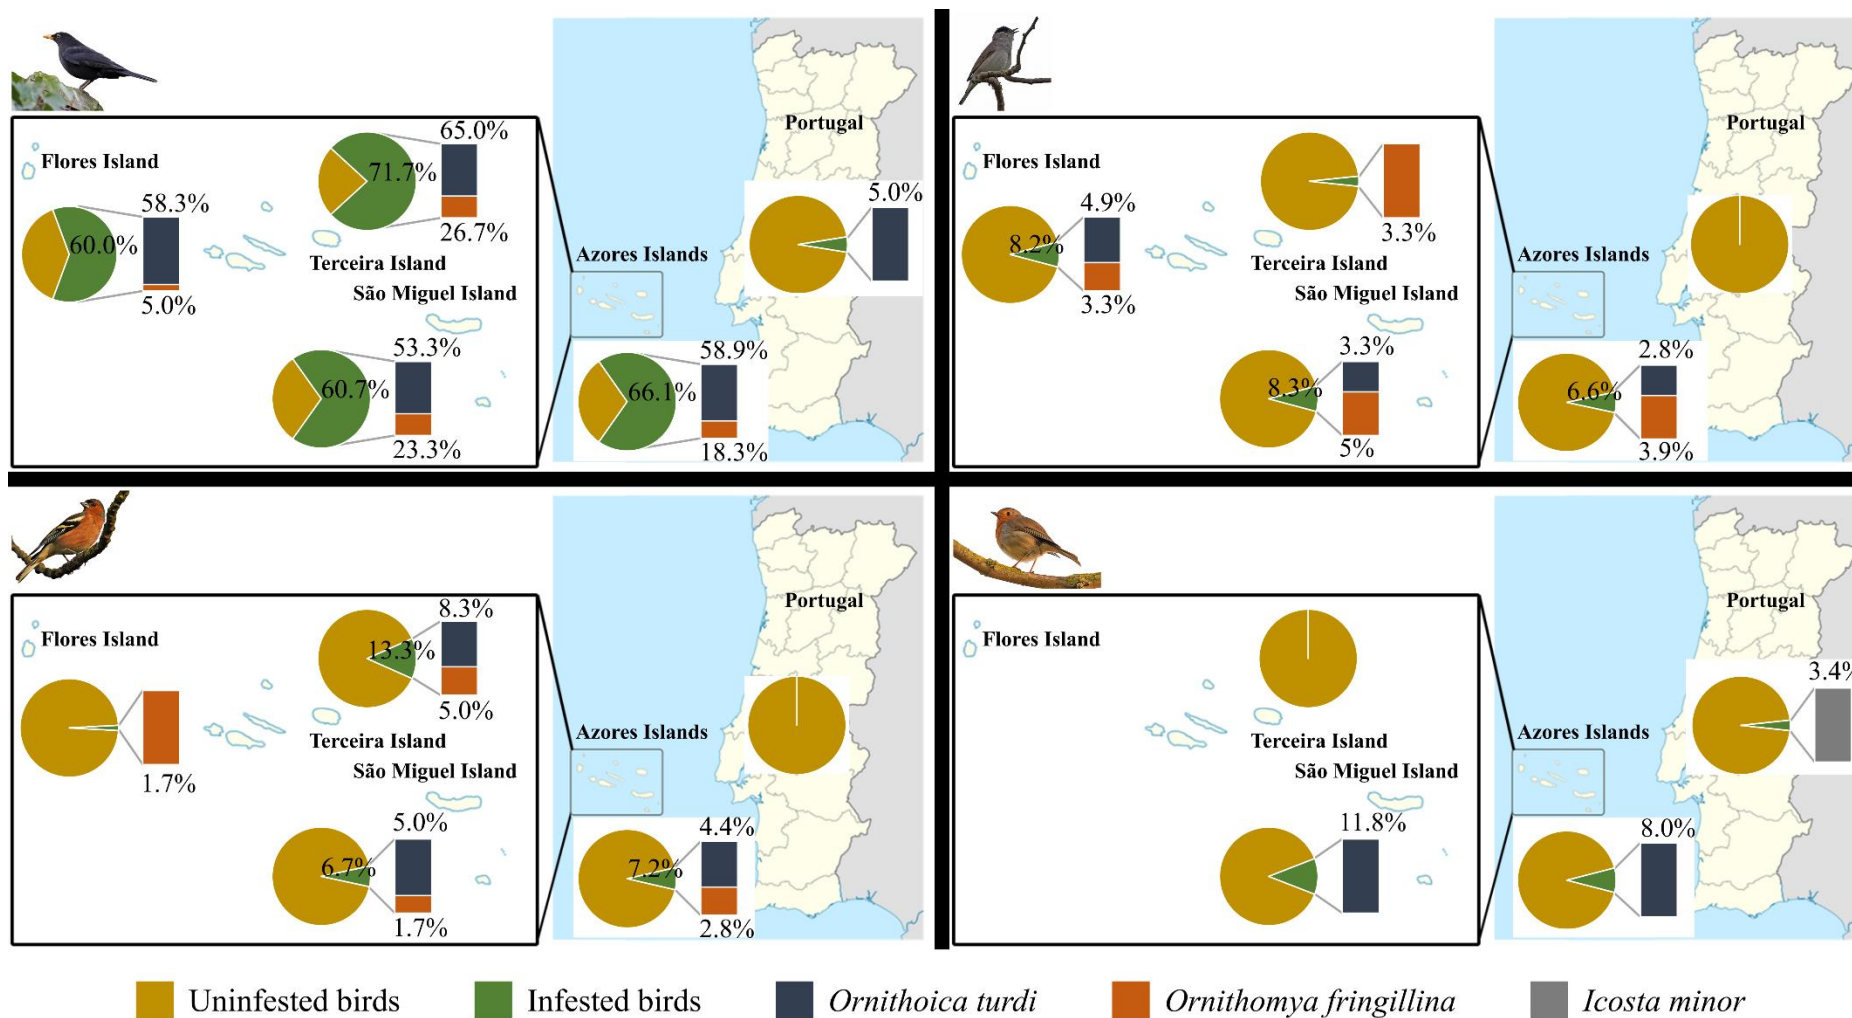 65.0%
Flores Island
71.7%
58.3%
60.0%
26.7%
Terceira Island
São Miguel Island
5.0%
53.3%
60.7%
23.3%
Portugal
5.0%
Azores Islands
58.9%
66.1%
18.3%
Flores Island
4.9%
8.2%
3.3%
3.3%
Terceira Island
São Miguel Island
3.3%
8.3%
5%
Portugal
Azores Islands
2.8%
6.6%
3.9%
8.3%
Flores Island
13.3%
5.0%
1.7%
Terceira Island
São Miguel Island
5.0%
6.7%
1.7%
Portugal
Azores Islands
4.4%
7.2%
2.8%
Flores Island
Terceira Island
São Miguel Island
11.8%
Portugal
3.4%
Azores Islands
8.0%
Uninfested birds
Infested birds
Ornithoica turdi
Ornithomya fringillina
Icosta minor